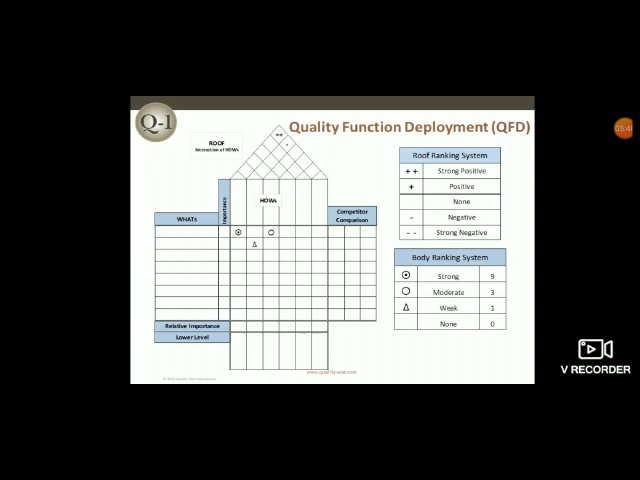 Q-1
Quality Function Deployment (QFD)
ROOF
Interaction of HOWs
++
-
Importance
HOWs
WHATs
Competitor
Comparison
Relative Importance
Lower Level
Roof Ranking System
+ + Strong Positive
+ Positive
None
- Negative
- - Strong Negative
Body Ranking System
Strong 9
Moderate 3
Weak 1
None 0
www.quality-one.com
V RECORDER